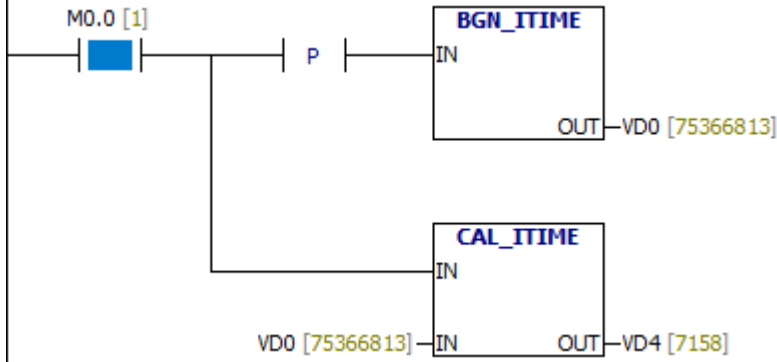 M0.0 [1]
BGN_ITIME
P
IN
OUT VD0 [75366813]
CAL_ITIME
IN
VD0 [75366813] IN OUT VD4 [7158]